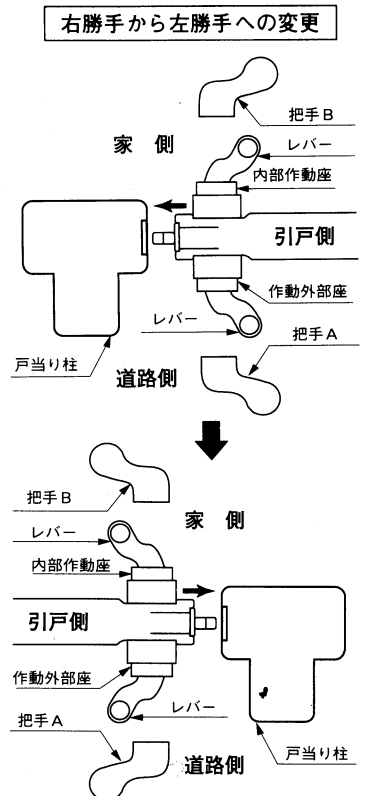 右勝手から左勝手への変更
把手B
家 側
レバー
内部作動座
引戸側
作動外部座
レバー
把手A
戸当り柱
道路側
把手B
家 側
レバー
内部作動座
引戸側
作動外部座
レバー
把手A
戸当り柱
道路側